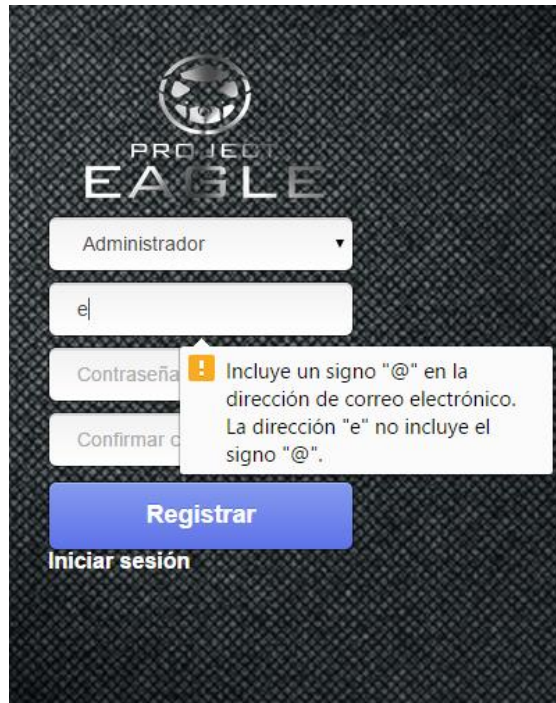 PROJECT
EAGLE
Administrador
e
Contraseña
Incluye un signo "@" en la
dirección de correo electrónico.
La dirección "e" no incluye el
signo "@".
Confirmar c
Registrar
Iniciar sesión